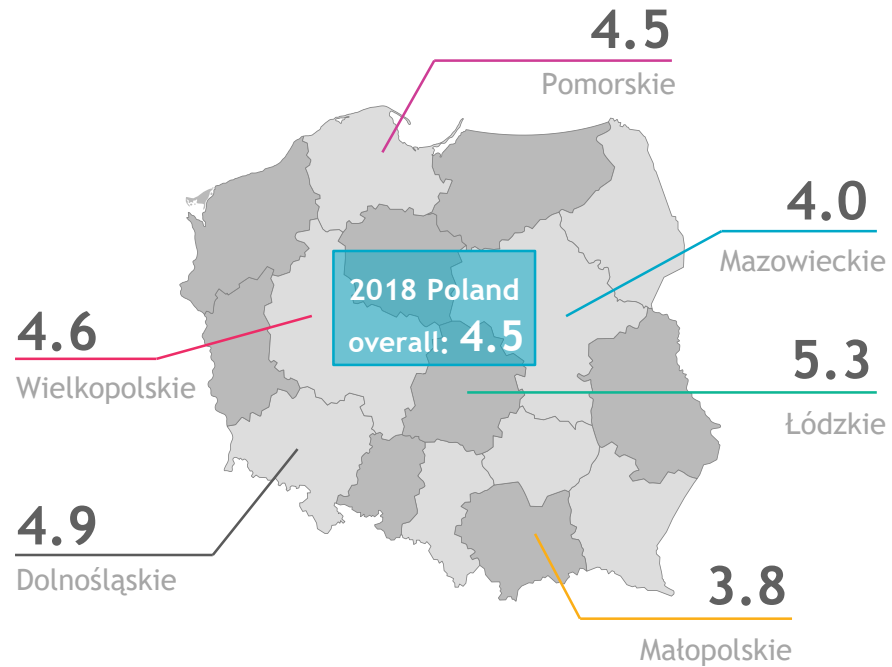 4.5
Pomorskie
4.0
Mazowieckie
2018 Poland
overall: 4.5
4.6
Wielkopolskie
5.3
Łódzkie
4.9
Dolnośląskie
3.8
Małopolskie